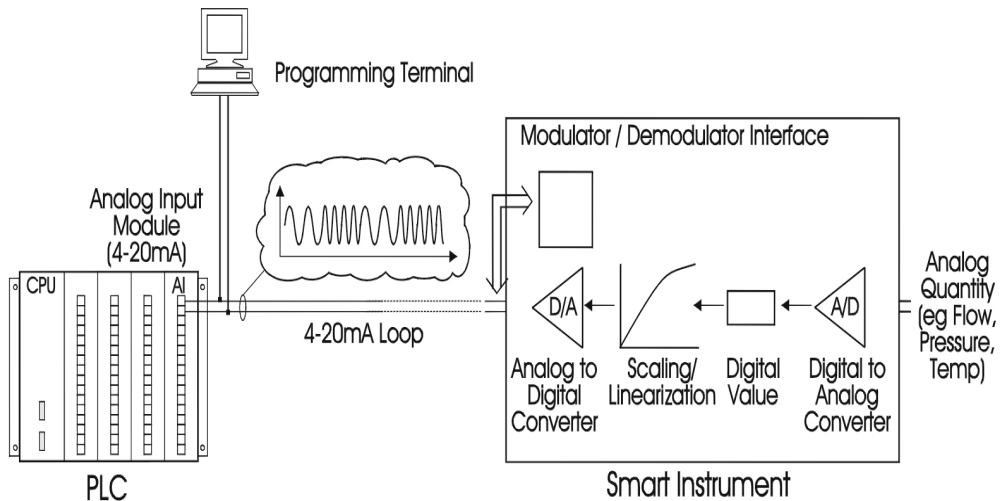 Programming Terminal
Modulator / Demodulator Interface
Analog Input
Module
(4-20mA)
CPU
AI
4-20mA Loop
PLC
D/A
A/D
Analog to
Digital
Converter
Scaling/
Linearization
Digital
Value
Digital to
Analog
Converter
Analog
Quantity
(eg Flow,
Pressure,
Temp)
Smart Instrument